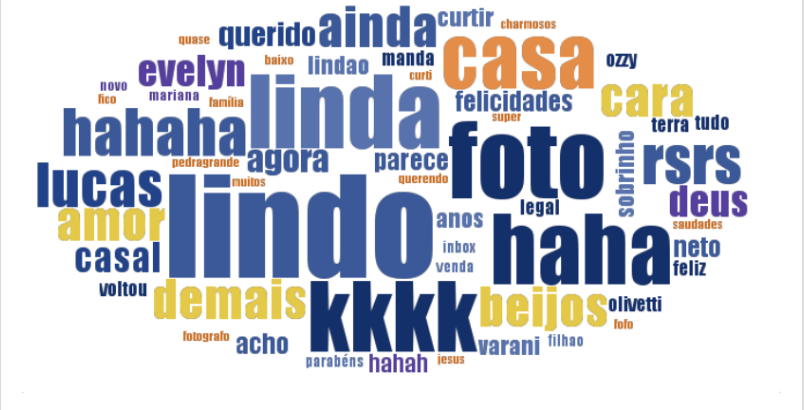 querido
ainda
curtir
charmosos
quase
baixo
lindao
manda
curti
casa
ozzy
evelyn
novo
fico
mariana
família
linda
felicidades
super
cara
terra
tudo
hahaha
pedragrande
agora
parece
querendo
foto
sobrinho
rsrs
lucas
muitos
lindo
legal
deus
saudades
amor
casal
anos
inbox
venda
haha
neto
feliz
voltou
demais
kkkk
beijos
olivetti
fofo
fotografo
acho
parabéns
hahah
jesus
varani
filhao